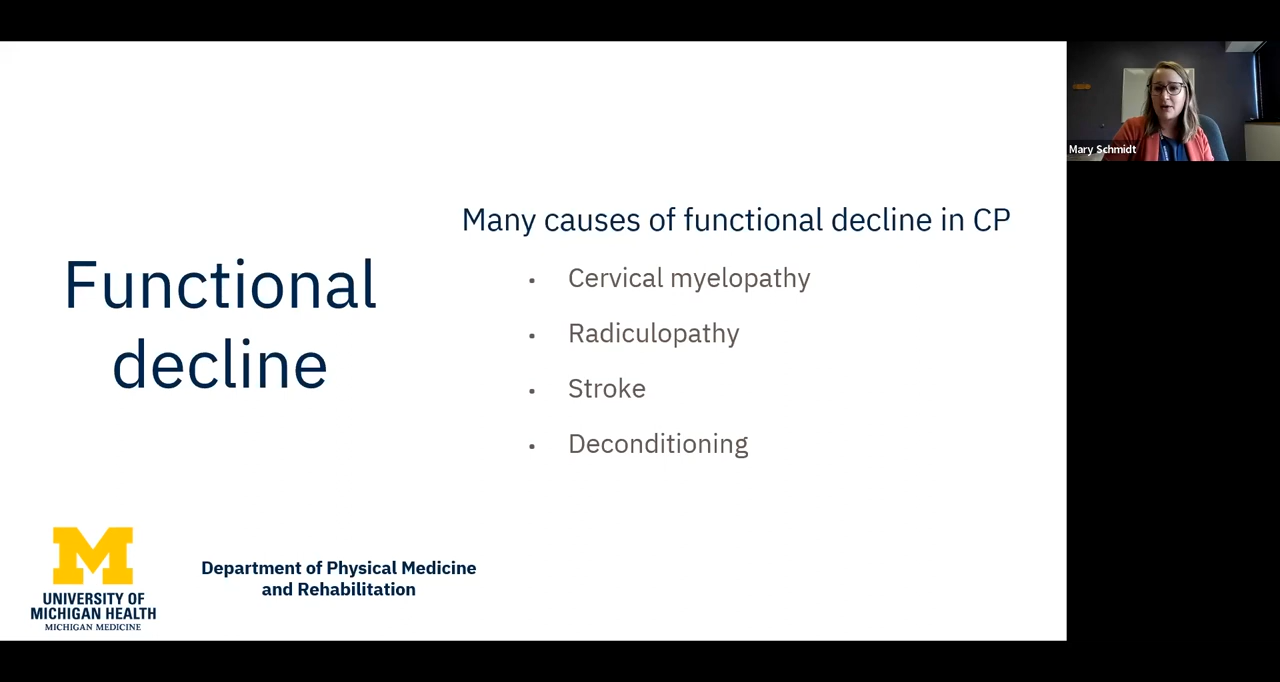 Functional
decline
Many causes of functional decline in CP
• Cervical myelopathy
• Radiculopathy
• Stroke
• Deconditioning
M
UNIVERSITY OF
MICHIGAN HEALTH
MICHIGAN MEDICINE
Department of Physical Medicine
and Rehabilitation
Mary Schmidt